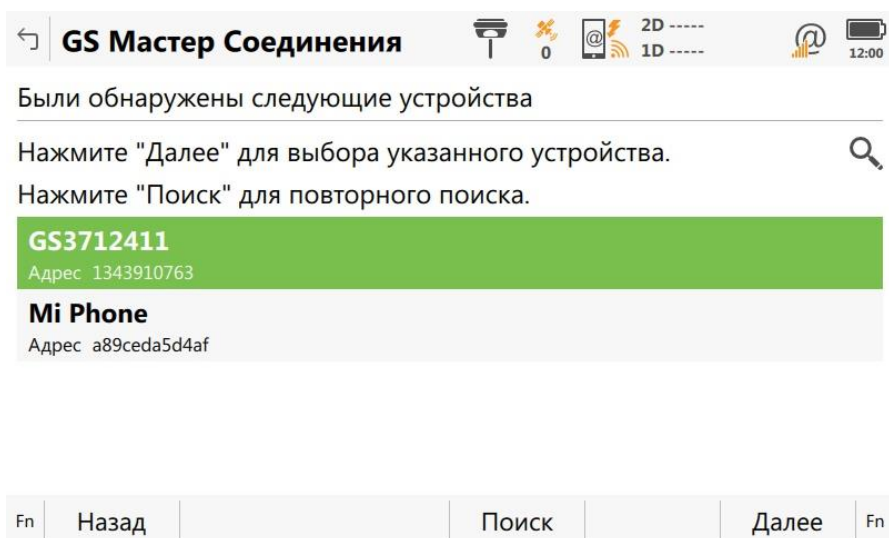 GS Мастер Соединения
0
@
2D -----
1D -----
@
12:00
Были обнаружены следующие устройства
Нажмите "Далее" для выбора указанного устройства.
Нажмите "Поиск" для повторного поиска.
GS3712411
Адрес 1343910763
Mi Phone
Адрес a89ceda5d4af
Fn Назад Поиск Далее Fn